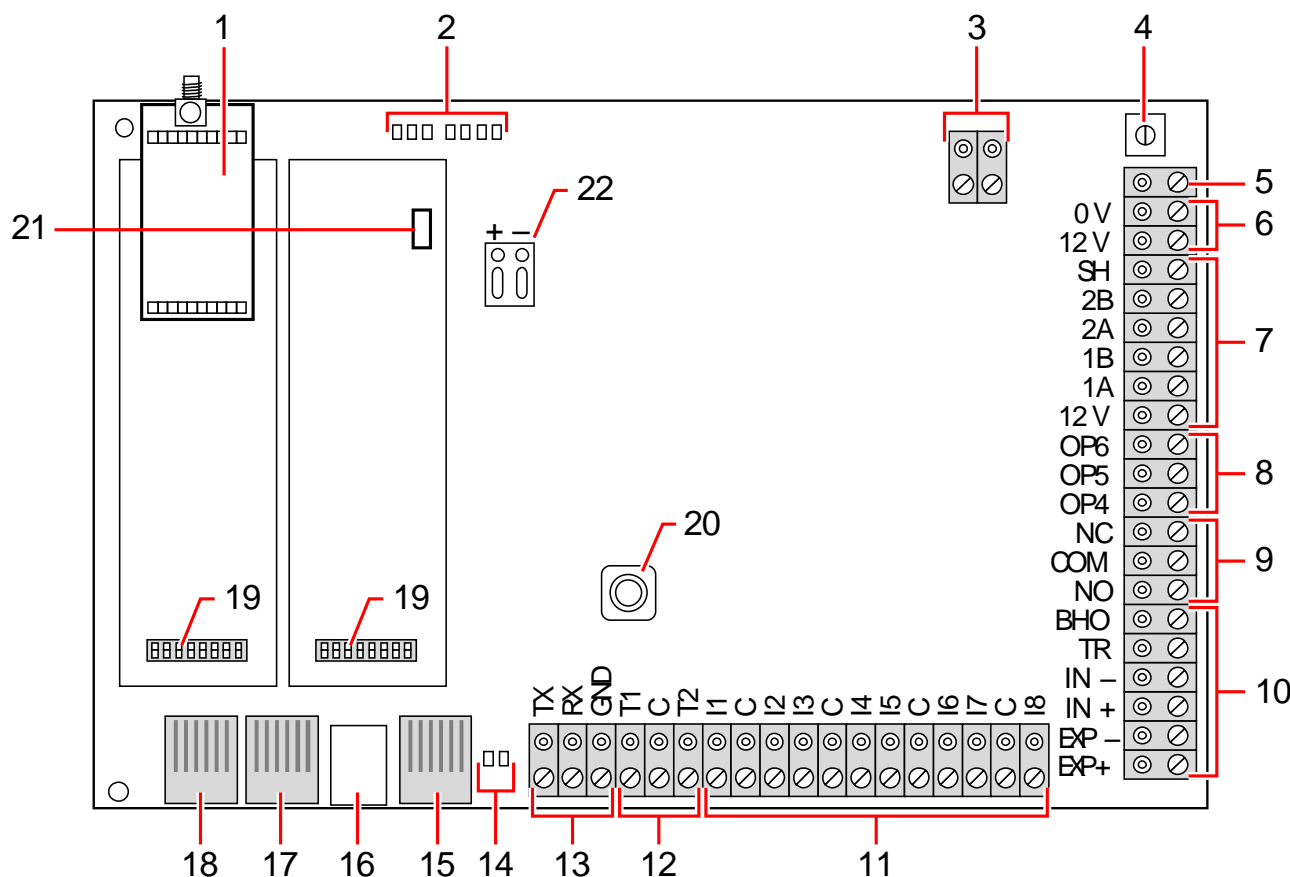 1
2
3
4
5
0 V
6
12 V
SH
2B
2A
7
1B
1A
12 V
OP6
OP5
8
OP4
NC
COM
9
NO
BHO
TR
IN –
10
IN +
EXP –
EXP+
21
22
+ –
20
19
19
TX RX GND T1 C T2 I1 C I2 I3 C I4 I5 C I6 I7 C I8
18
17
16
15
14
13
12
11